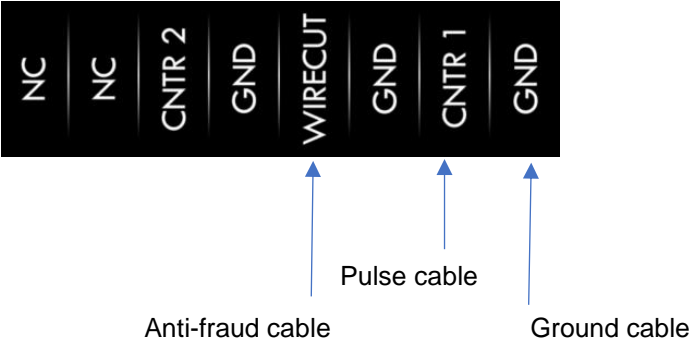 NC
NC
CNTR 2
GND
WIRECUT
GND
CNTR 1
GND
Pulse cable
Anti-fraud cable
Ground cable